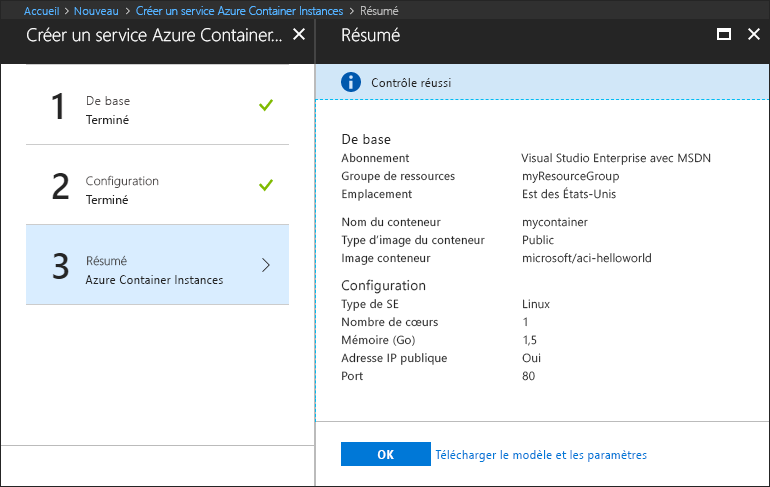 Accueil > Nouveau > Créer un service Azure Container Instances > Résumé
Créer un service Azure Container...
1
De base
Terminé
2
Configuration
Terminé
3
Résumé
Azure Container Instances
Résumé
Contrôle réussi
De base
Abonnement Visual Studio Enterprise avec MSDN
Groupe de ressources myResourceGroup
Emplacement Est des États-Unis
Nom du conteneur mycontainer
Type d'image du conteneur Public
Image conteneur microsoft/aci-helloworld
Configuration
Type de SE Linux
Nombre de cœurs 1
Mémoire (Go) 1,5
Adresse IP publique Oui
Port 80
OK Télécharger le modèle et les paramètres